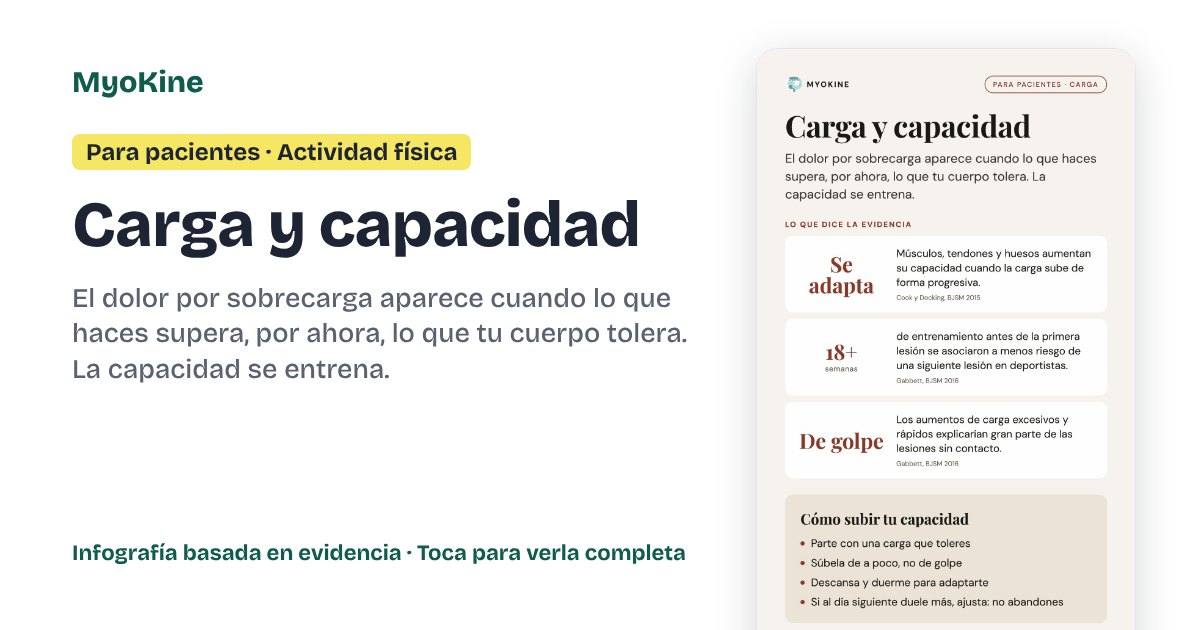 MyoKine
Para pacientes · Actividad física
Carga y capacidad
El dolor por sobrecarga aparece cuando lo que
haces supera, por ahora, lo que tu cuerpo tolera.
La capacidad se entrena.
Infografía basada en evidencia · Toca para verla completa
MYOKINE
PARA PACIENTES · CARGA
Carga y capacidad
El dolor por sobrecarga aparece cuando lo que haces
supera, por ahora, lo que tu cuerpo tolera. La
capacidad se entrena.
LO QUE DICE LA EVIDENCIA
Se
adapta
Músculos, tendones y huesos aumentan
su capacidad cuando la carga sube de
forma progresiva.
Cook y Docking, BJSM 2015
18+
semanas
de entrenamiento antes de la primera
lesión se asociaron a menos riesgo de
una siguiente lesión en deportistas.
Gabbett, BJSM 2016
De golpe
Los aumentos de carga excesivos y
rápidos explicarían gran parte de las
lesiones sin contacto.
Gabbett, BJSM 2016
Cómo subir tu capacidad
• Parte con una carga que toleres
• Súbela de a poco, no de golpe
• Descansa y duerme para adaptarte
• Si al día siguiente duele más, ajusta: no abandones